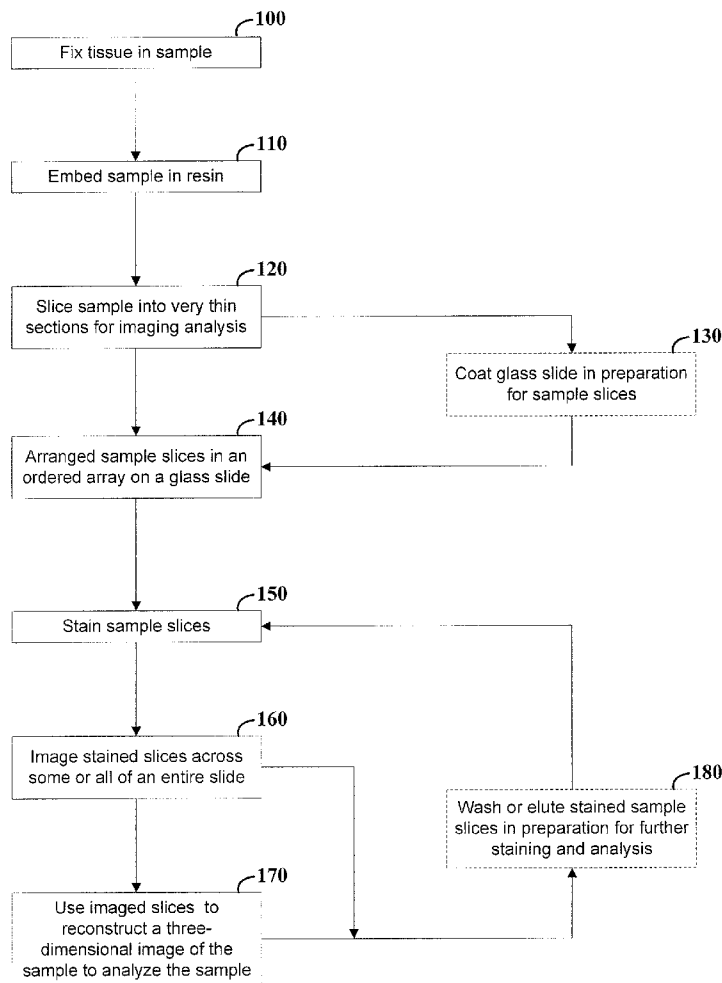 100
Fix tissue in sample
110
Embed sample in resin
120
Slice sample into very thin
sections for imaging analysis
130
Coat glass slide in preparation
for sample slices
140
Arranged sample slices in an
ordered array on a glass slide
150
Stain sample slices
160
Image stained slices across
some or all of an entire slide
180
Wash or elute stained sample
slices in preparation for further
staining and analysis
170
Use imaged slices to
reconstruct a three-
dimensional image of the
sample to analyze the sample